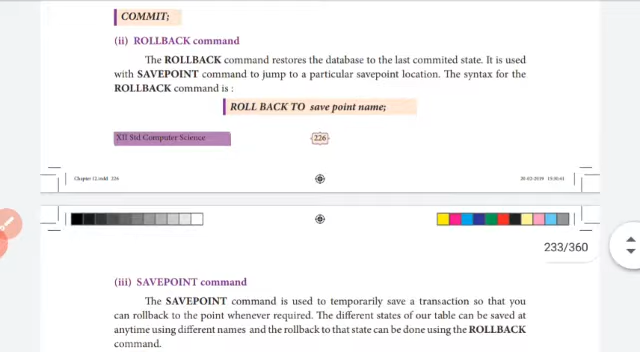 COMMIT;
(ii) ROLLBACK command
The ROLLBACK command restores the database to the last commited state. It is used
with SAVEPOINT command to jump to a particular savepoint location. The syntax for the
ROLLBACK command is :
ROLL BACK TO save point name;
XII Std Computer Science
226
Chapter 12.indd 226
233/360
(iii) SAVEPOINT command
The SAVEPOINT command is used to temporarily save a transaction so that you
can rollback to the point whenever required. The different states of our table can be saved at
anytime using different names and the rollback to that state can be done using the ROLLBACK
command.